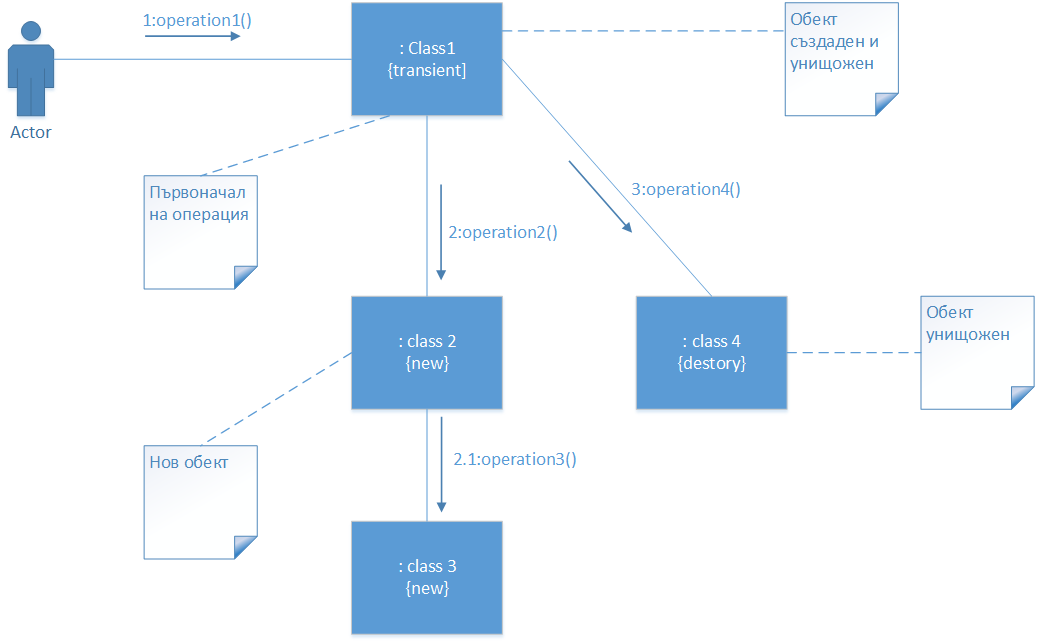 1:operation1()
Actor
: Class1
{transient]
Обект
създаден и
унищожен
Първоначал
на операция
2:operation2()
3:operation4()
: class 2
{new}
: class 4
{destory}
Обект
унищожен
Нов обект
2.1:operation3()
: class 3
{new}